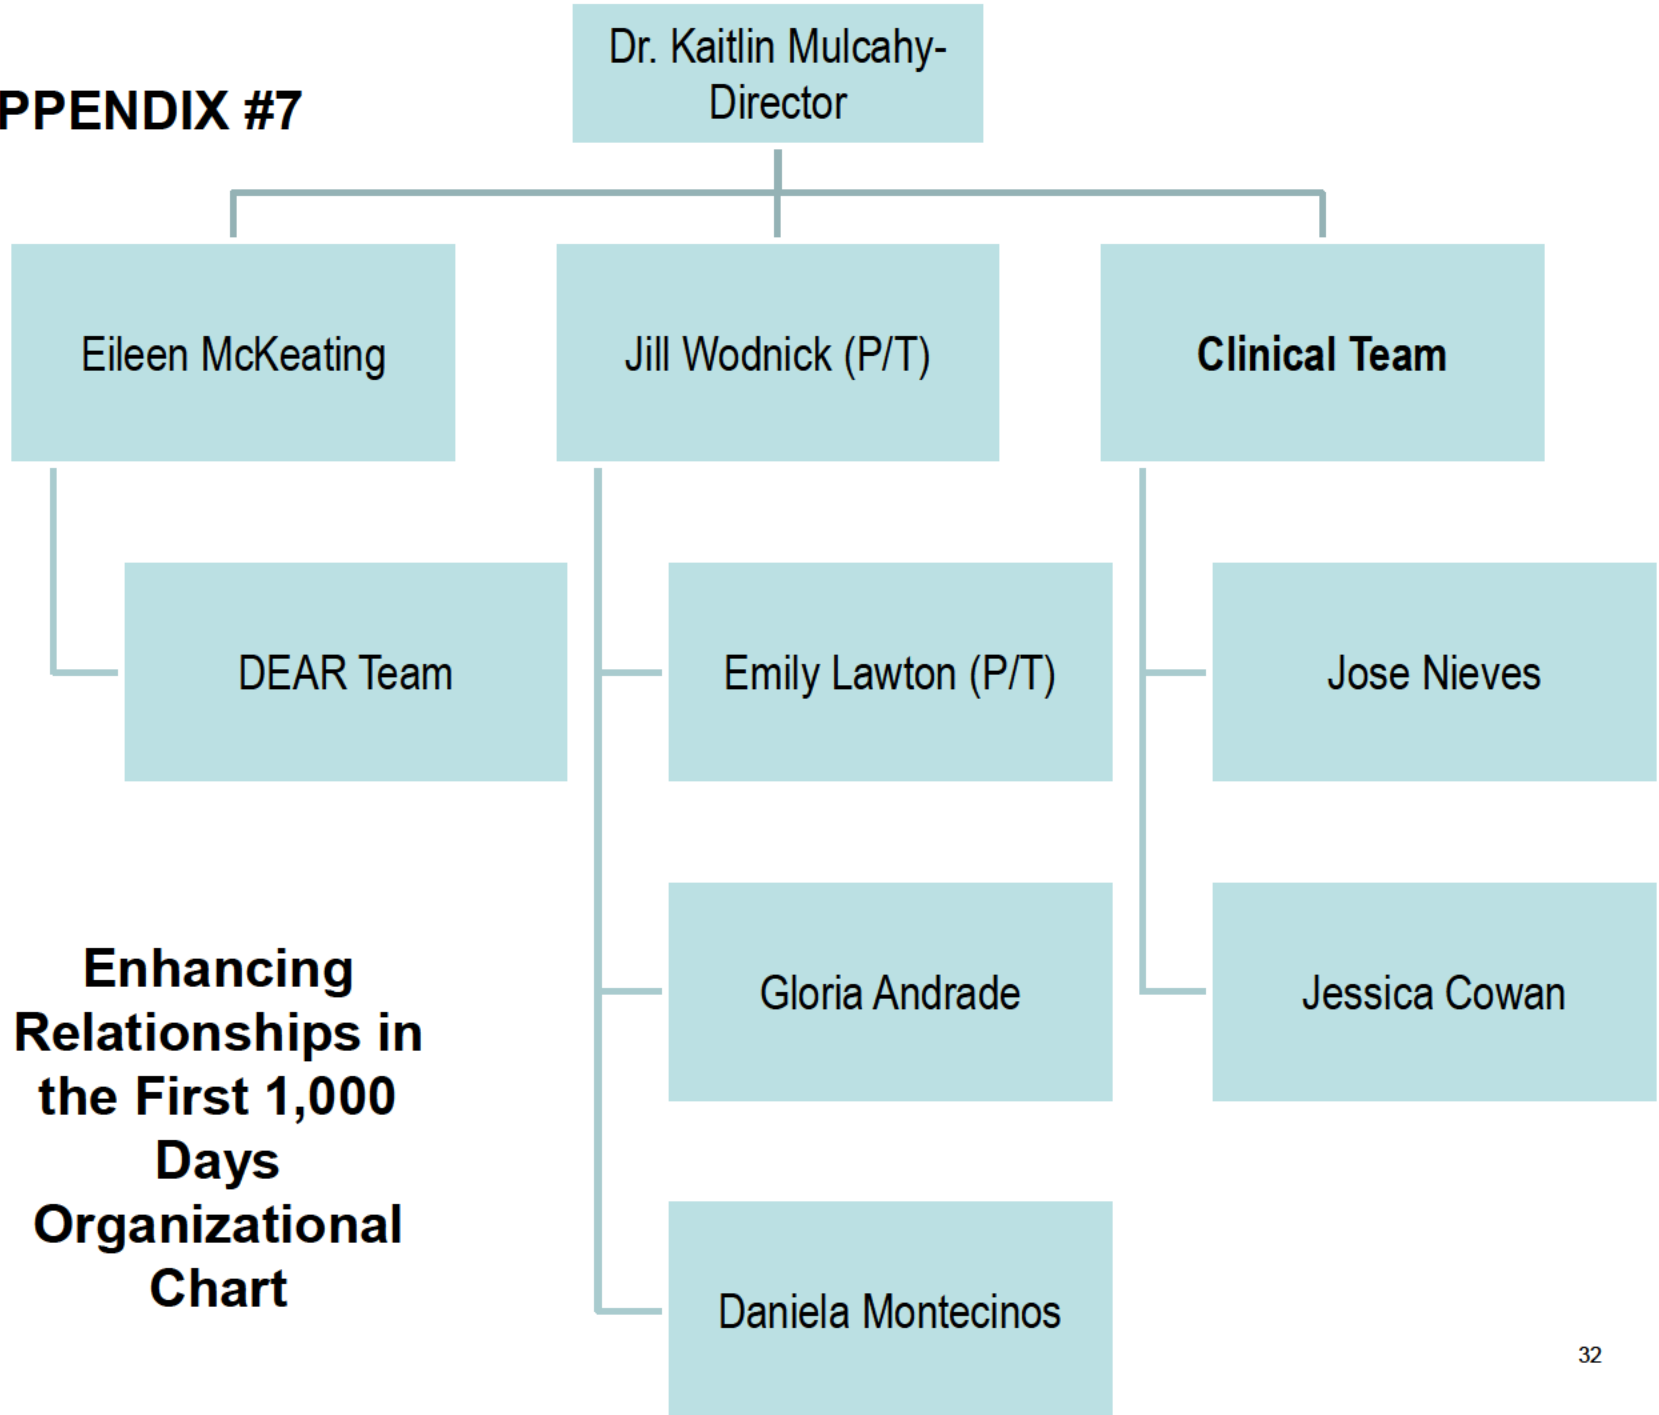 Dr. Kaitlin Mulcahy-
Director
PPENDIX #7
Eileen McKeating
Jill Wodnick (P/T)
Clinical Team
DEAR Team
Emily Lawton (P/T)
Jose Nieves
Gloria Andrade
Jessica Cowan
Enhancing
Relationships in
the First 1,000
Days
Organizational
Chart
Daniela Montecinos
32